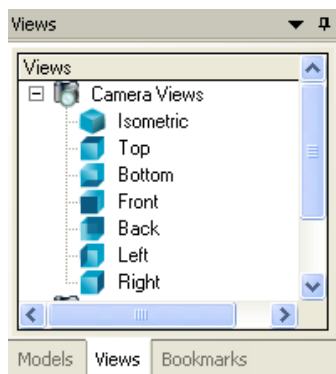 Views
Views
Camera Views
Isometric
Top
Bottom
Front
Back
Left
Right
Models Views Bookmarks